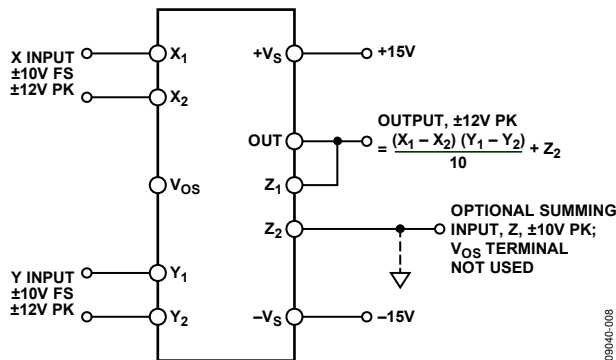 X INPUT
±10V FS
±12V PK
X1
X2
VOS
Y INPUT
±10V FS
±12V PK
Y1
Y2
+VS
+15V
OUT
OUTPUT, ±12V PK
= (X1 – X2) (Y1 – Y2)
10
+ Z2
Z1
Z2
OPTIONAL SUMMING
INPUT, Z, ±10V PK;
VOS TERMINAL
NOT USED
–VS
–15V
09040-008